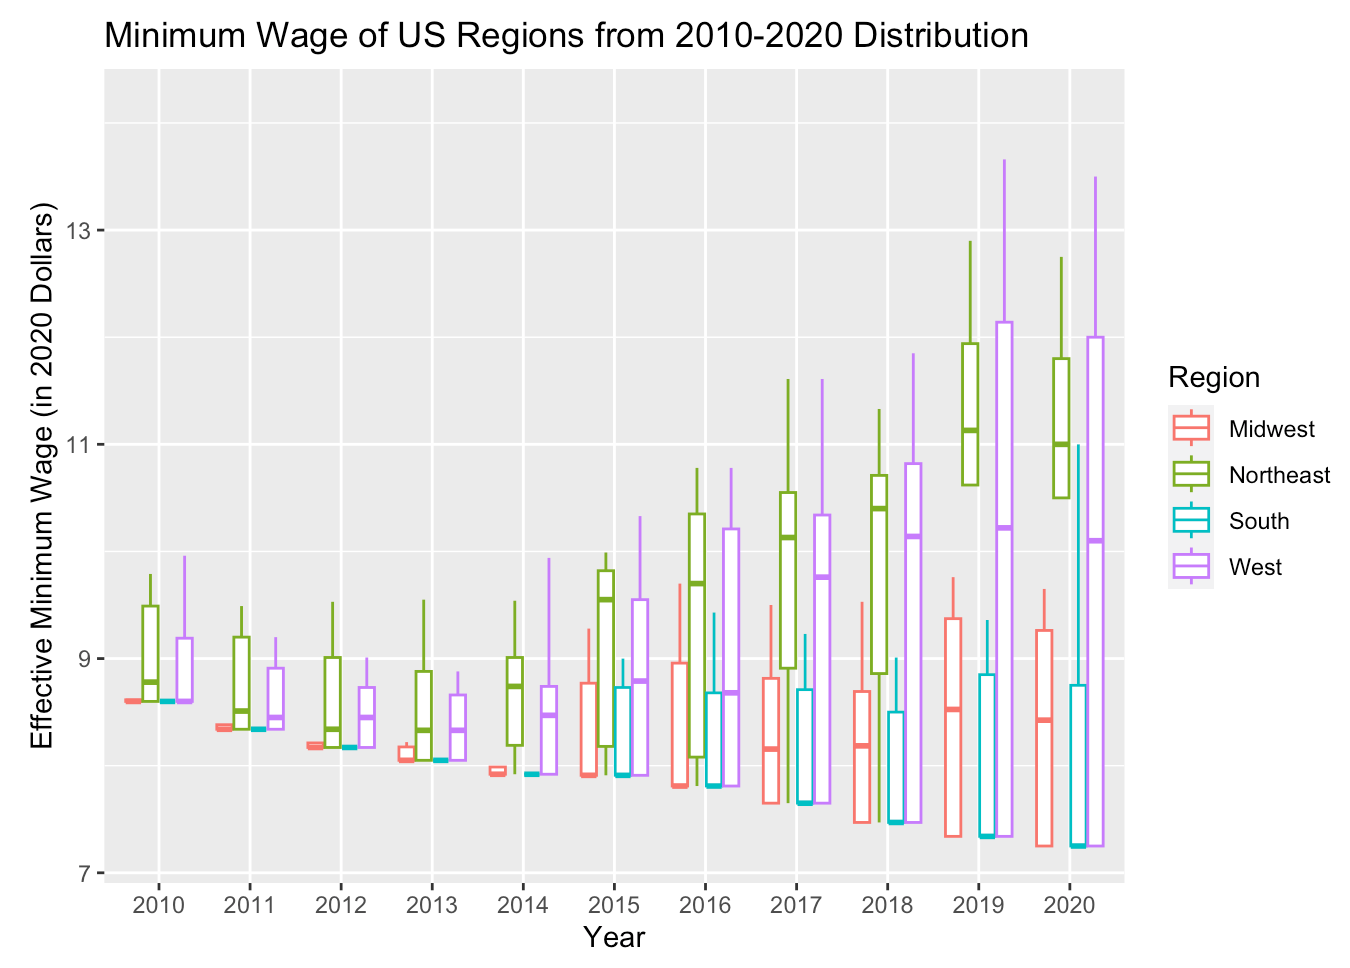 Minimum Wage of US Regions from 2010-2020 Distribution
Effective Minimum Wage (in 2020 Dollars)
13
11
9
7
2010 2011 2012 2013 2014 2015 2016 2017 2018 2019 2020
Year
Region
Midwest
Northeast
South
West